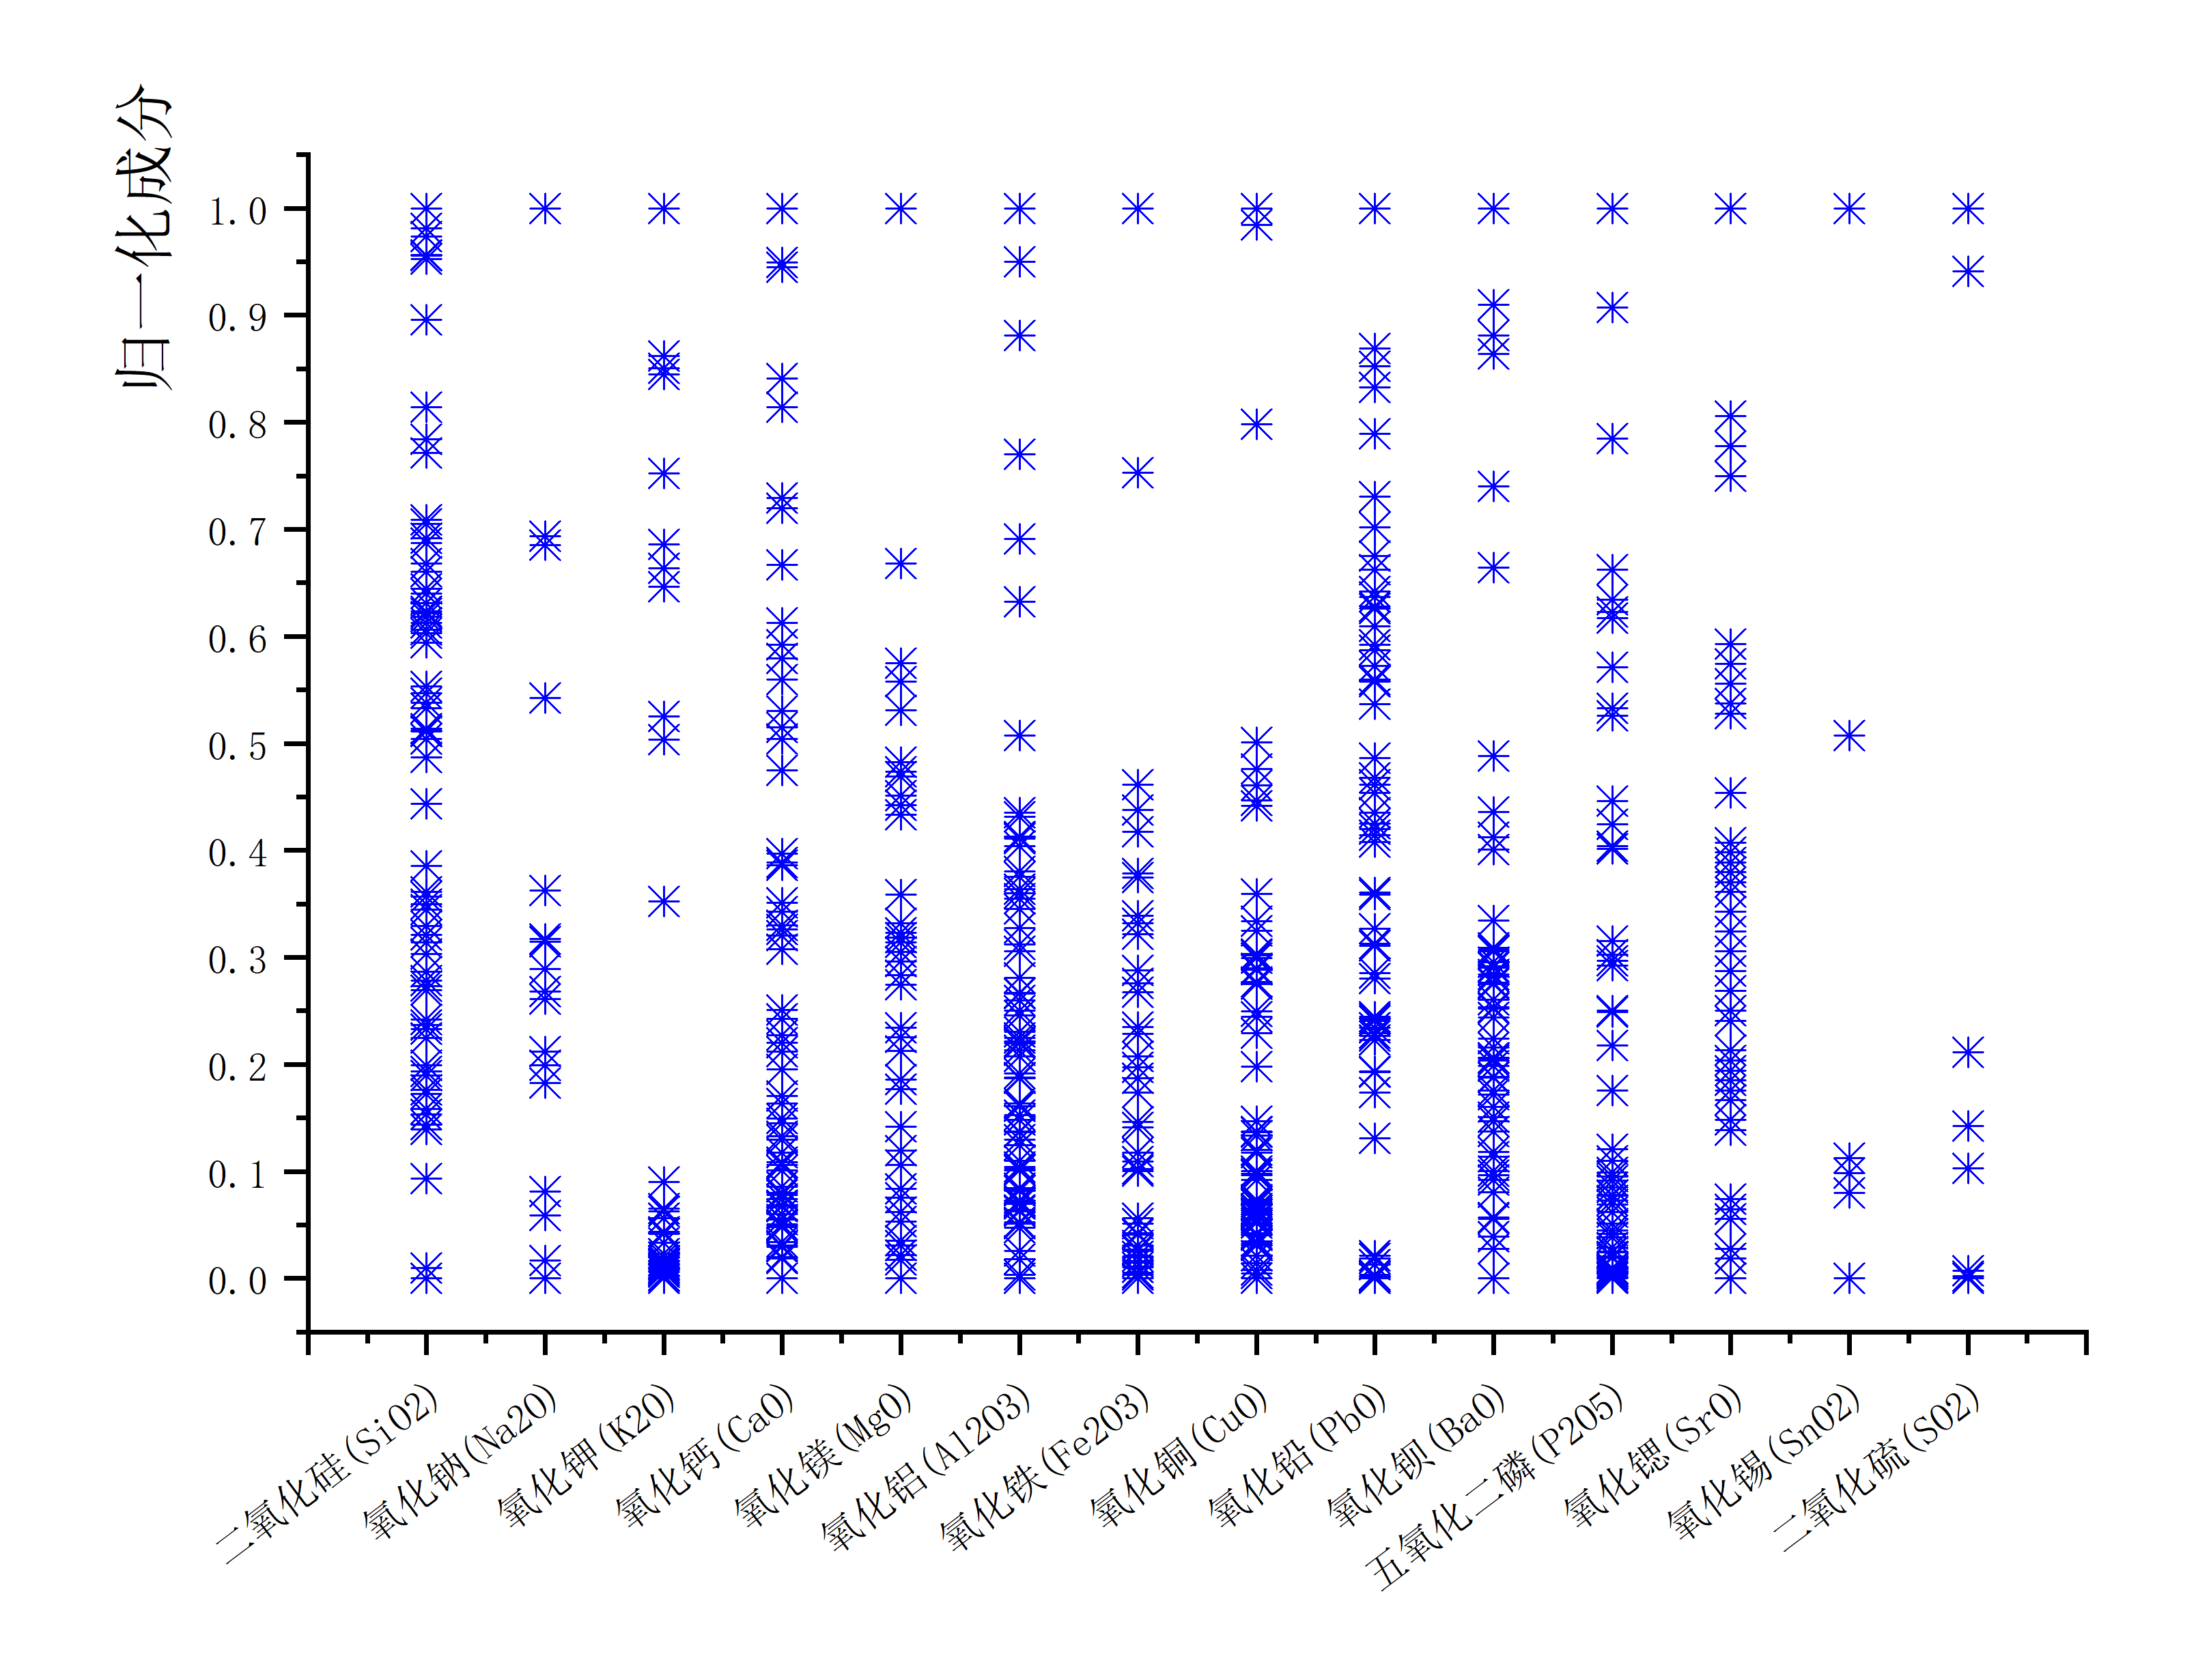 归一化成分
1.0
0.9
0.8
0.7
0.6
0.5
0.4
0.3
0.2
0.1
0.0
二氧化硅(SiO2)
氧化钠(Na2O)
氧化钾(K2O)
氧化钙(CaO)
氧化镁(MgO)
氧化铝(Al2O3)
氧化铁(Fe2O3)
氧化铜(CuO)
氧化铅(PbO)
氧化钡(BaO)
五氧化二磷(P2O5)
氧化锶(SrO)
氧化锡(SnO2)
二氧化硫(SO2)